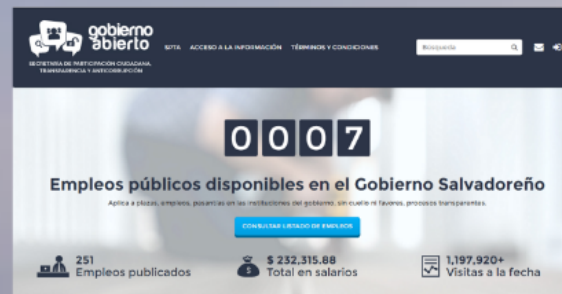 gobierno
abierto
SECRETARÍA DE PARTICIPACIÓN CIUDADANA,
TRANSPARENCIA Y ANTICORRUPCIÓN
SPTA ACCESO A LA INFORMACIÓN TÉRMINOS Y CONDICIONES
Búsqueda
0007
Empleos públicos disponibles en el Gobierno Salvadoreño
Aplica a plazas, empleos, pasantías en las instituciones del gobierno, sin cuello ni favores, procesos transparentes.
CONSULTAR LISTADO DE EMPLEOS
251
Empleos publicados
$ 232,315.88
Total en salarios
1,197,920+
Visitas a la fecha